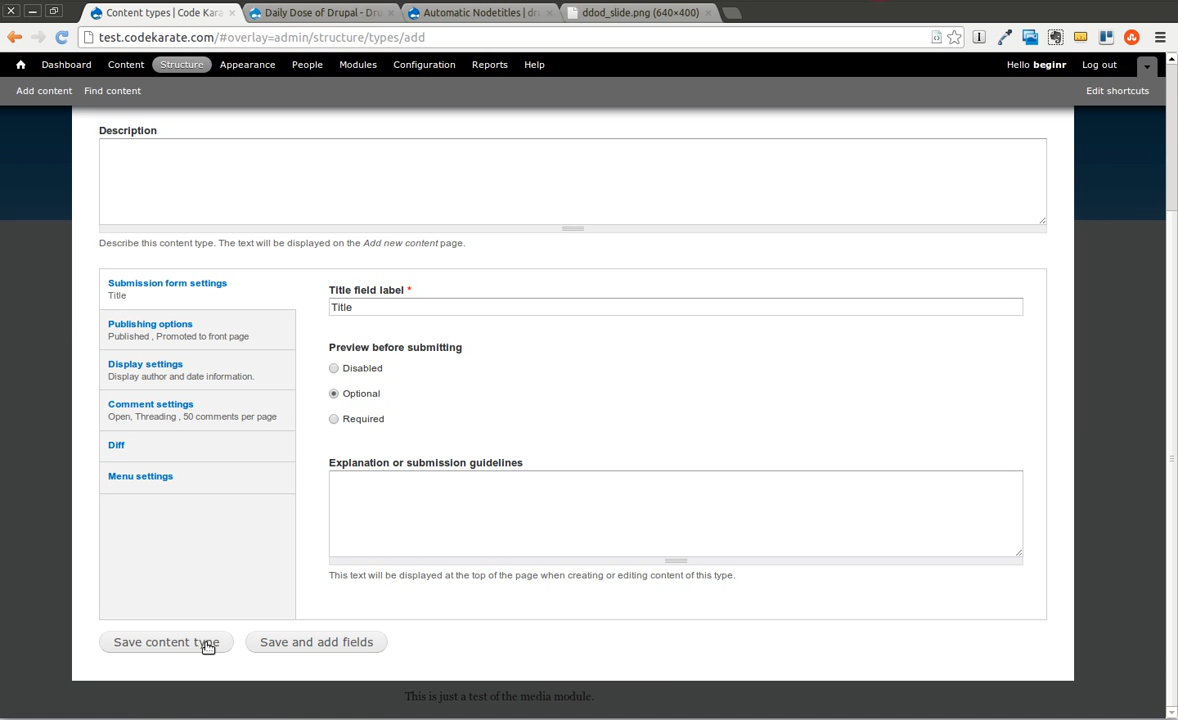 Content types | Code Kara
Daily Dose of Drupal - Dru
Automatic Nodetitles | dru
ddod_slide.png (640×400)
test.codekarate.com/#overlay=admin/structure/types/add
Dashboard Content Structure Appearance People Modules Configuration Reports Help Hello beginr Log out
Add content Find content Edit shortcuts
Description
Describe this content type. The text will be displayed on the Add new content page.
Submission form settings
Title
Publishing options
Published , Promoted to front page
Display settings
Display author and date information.
Comment settings
Open, Threading , 50 comments per page
Diff
Menu settings
Title field label *
Title
Preview before submitting
Disabled
Optional
Required
Explanation or submission guidelines
This text will be displayed at the top of the page when creating or editing content of this type.
Save content type Save and add fields
This is just a test of the media module.